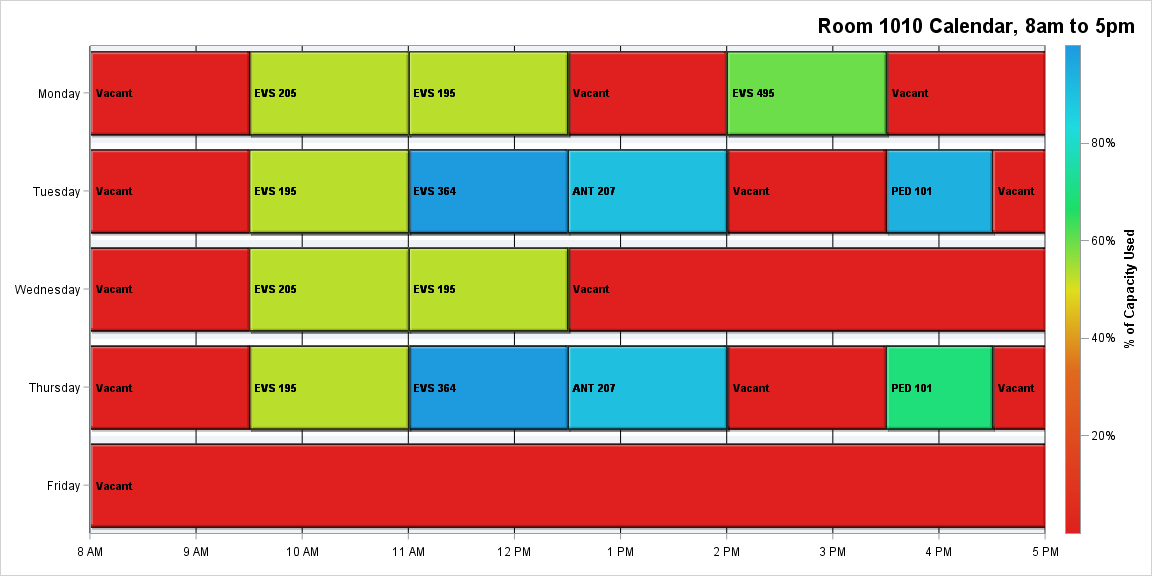 Room 1010 Calendar, 8am to 5pm
Monday
Vacant
EVS 205
EVS 195
Vacant
EVS 495
Vacant
Tuesday
Vacant
EVS 195
EVS 364
ANT 207
Vacant
PED 101
Vacant
Wednesday
Vacant
EVS 205
EVS 195
Vacant
Thursday
Vacant
EVS 195
EVS 364
ANT 207
Vacant
PED 101
Vacant
Friday
Vacant
8 AM
9 AM
10 AM
11 AM
12 PM
1 PM
2 PM
3 PM
4 PM
5 PM
80%
60%
40%
20%
% of Capacity Used